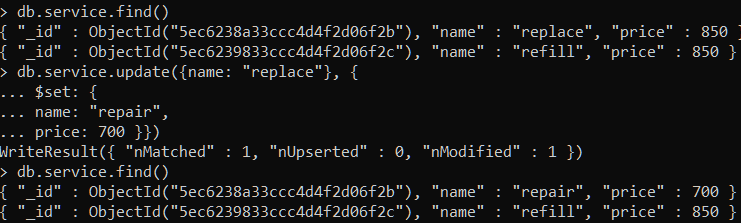 > db.service.find()
{ "_id" : ObjectId("5ec6238a33ccc4d4f2d06f2b"), "name" : "replace", "price" : 850 }
{ "_id" : ObjectId("5ec6239833ccc4d4f2d06f2c"), "name" : "refill", "price" : 850 }
> db.service.update({name: "replace"}, {
... $set: {
... name: "repair",
... price: 700 }})
WriteResult({ "nMatched" : 1, "nUpserted" : 0, "nModified" : 1 })
> db.service.find()
{ "_id" : ObjectId("5ec6238a33ccc4d4f2d06f2b"), "name" : "repair", "price" : 700 }
{ "_id" : ObjectId("5ec6239833ccc4d4f2d06f2c"), "name" : "refill", "price" : 850 }